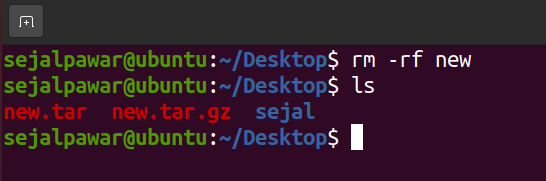 sejalpawar@ubuntu:~/Desktop$ rm -rf new
sejalpawar@ubuntu:~/Desktop$ ls
new.tar  new.tar.gz  sejal
sejalpawar@ubuntu:~/Desktop$